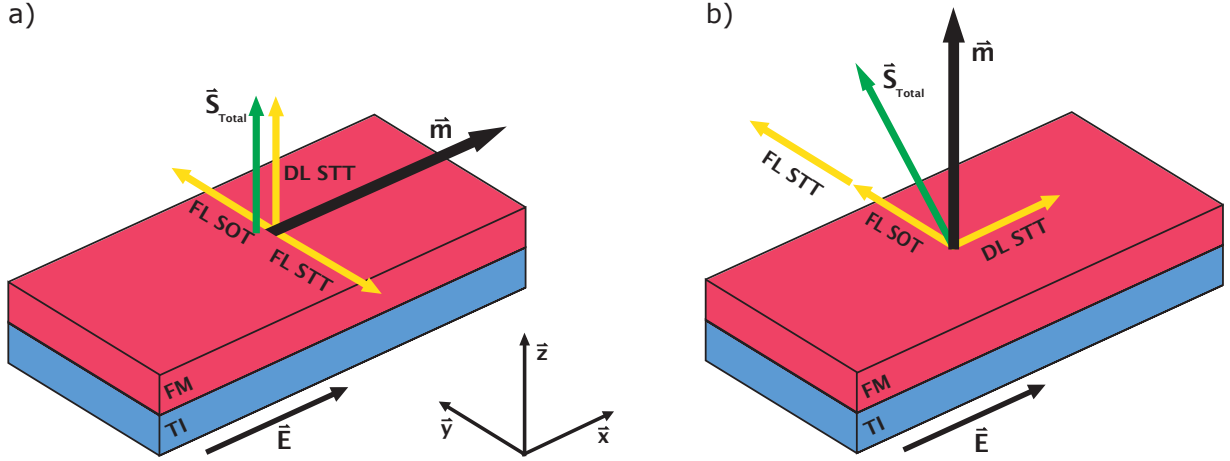 a)
S⃗ Total
m⃗
DL STT
FL SOT
FL STT
FM
TI
E⃗
z⃗
y⃗
x⃗
b)
m⃗
S⃗ Total
FL STT
FL SOT
DL STT
FM
TI
E⃗